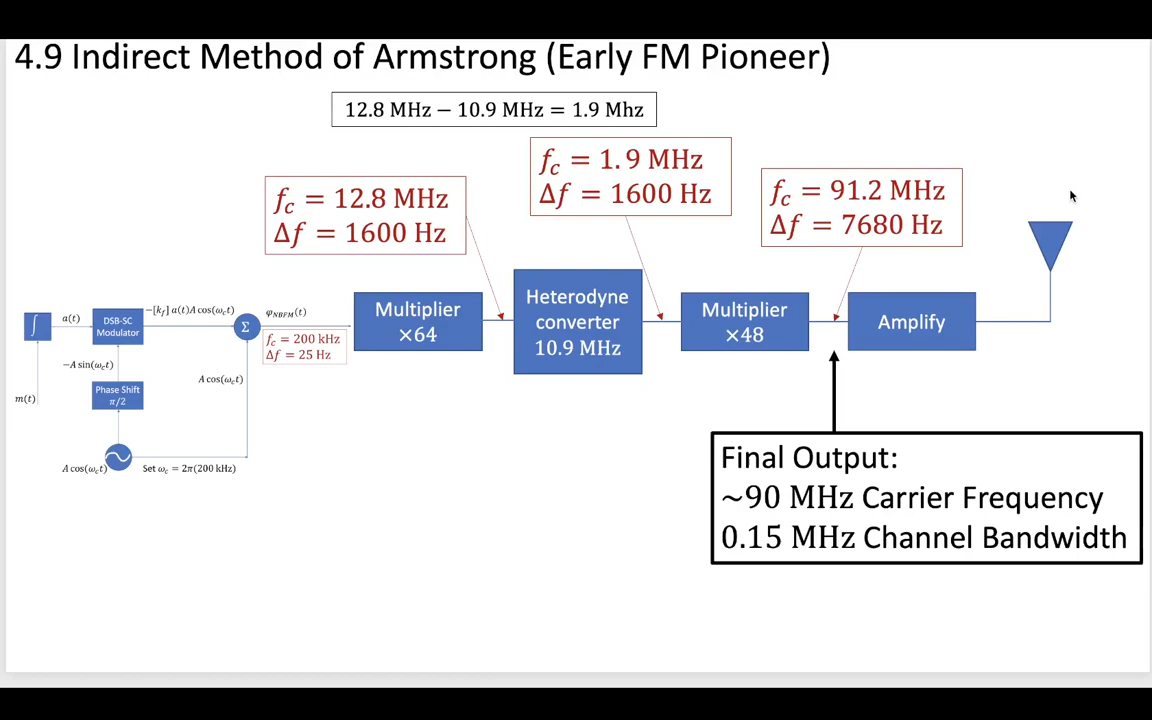 4.9 Indirect Method of Armstrong (Early FM Pioneer)
12.8 MHz − 10.9 MHz = 1.9 Mhz
f_c = 12.8 MHz
Δf = 1600 Hz
f_c = 1.9 MHz
Δf = 1600 Hz
f_c = 91.2 MHz
Δf = 7680 Hz
∫
a(t)
DSB-SC
Modulator
−[k_f] a(t)A cos(ω_c t)
Σ
φ_NBFM(t)
f_c = 200 kHz
Δf = 25 Hz
Multiplier
×64
Heterodyne
converter
10.9 MHz
Multiplier
×48
Amplify
−A sin(ω_c t)
A cos(ω_c t)
m(t)
Phase Shift
π/2
A cos(ω_c t)
Set ω_c = 2π(200 kHz)
Final Output:
~90 MHz Carrier Frequency
0.15 MHz Channel Bandwidth